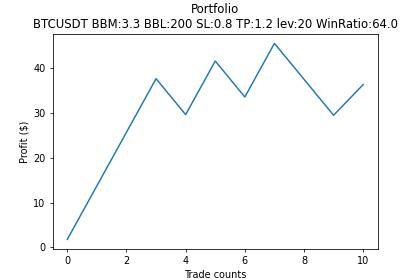 Portfolio
BTCUSDT BBM:3.3 BBL:200 SL:0.8 TP:1.2 lev:20 WinRatio:64.0
Profit ($)
40
30
20
10
0
0 2 4 6 8 10
Trade counts